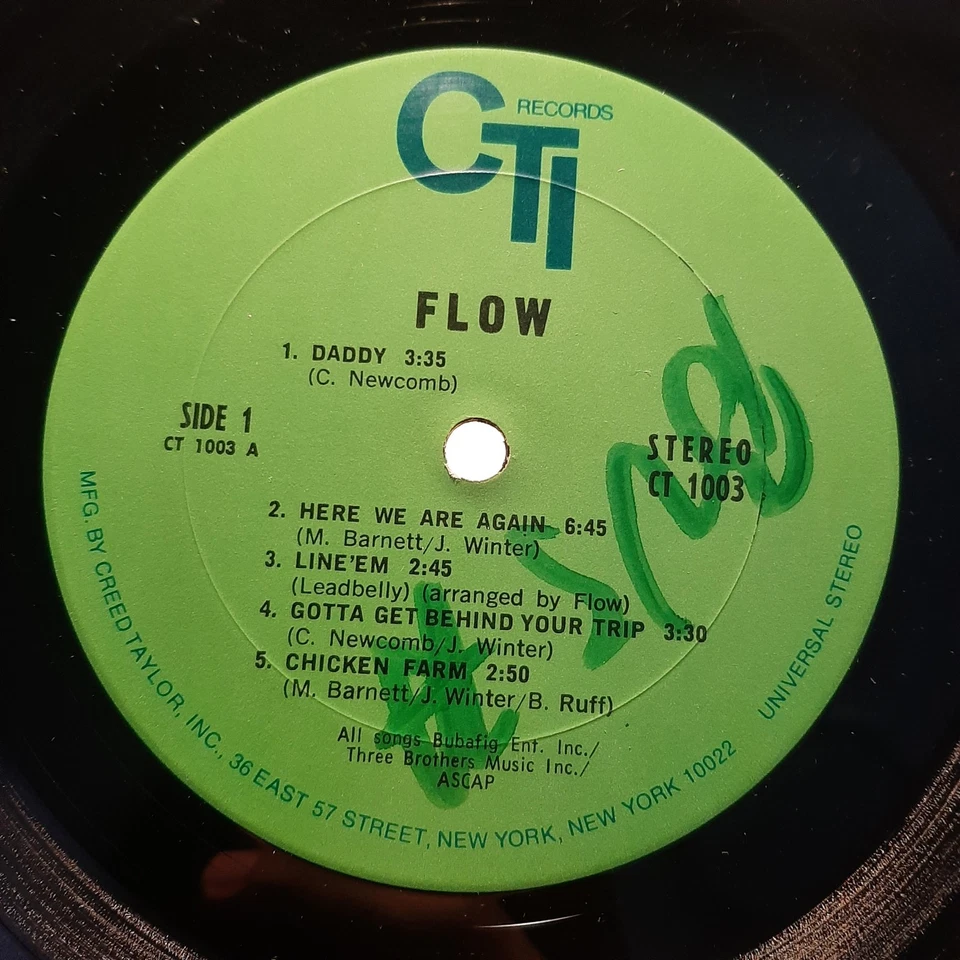 CTI RECORDS
FLOW
1. DADDY 3:35
(C. Newcomb)
SIDE 1
CT 1003 A
STEREO
CT 1003
2. HERE WE ARE AGAIN 6:45
(M. Barnett/J. Winter)
3. LINE'EM 2:45
(Leadbelly) (arranged by Flow)
4. GOTTA GET BEHIND YOUR TRIP 3:30
(C. Newcomb/J. Winter)
5. CHICKEN FARM 2:50
(M. Barnett/J. Winter/B. Ruff)
All songs Bubafig Ent. Inc./
Three Brothers Music Inc./
ASCAP
MFG. BY CREED TAYLOR, INC., 36 EAST 57 STREET, NEW YORK, NEW YORK 10022
UNIVERSAL STEREO